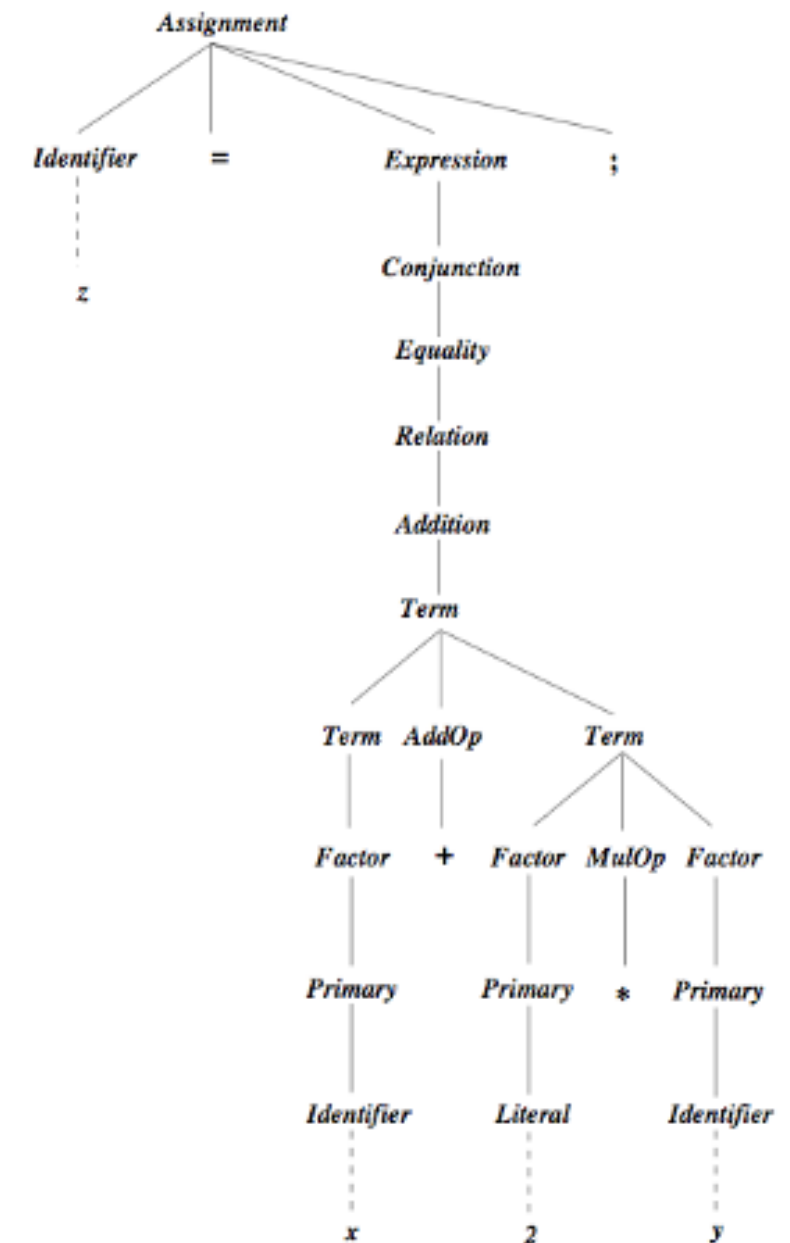 Assignment
Identifier = Expression ;
z
Conjunction
Equality
Relation
Addition
Term
Term AddOp Term
Factor + Factor MulOp Factor
Primary Primary * Primary
Identifier Literal Identifier
x 2 y